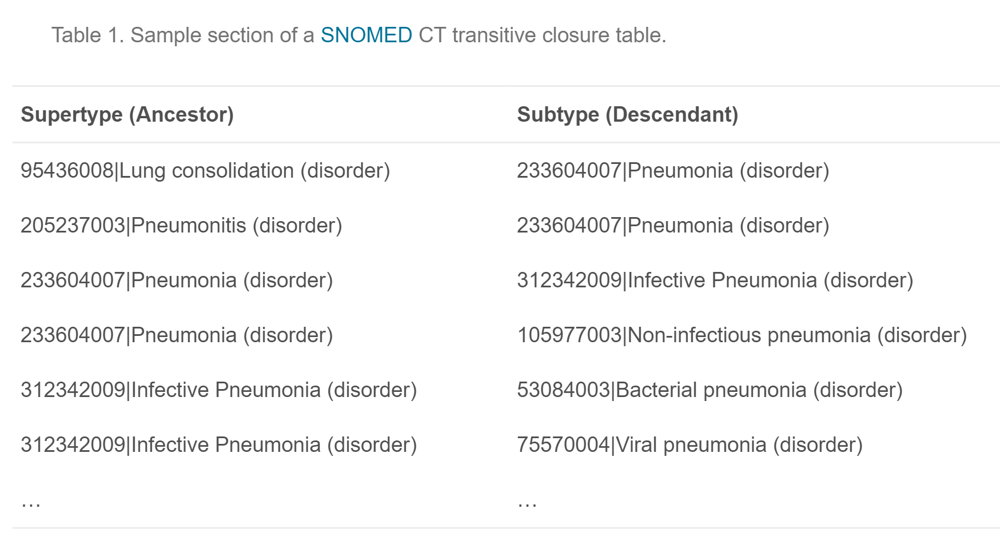 Table 1. Sample section of a SNOMED CT transitive closure table.
Supertype (Ancestor) Subtype (Descendant)
95436008|Lung consolidation (disorder) 233604007|Pneumonia (disorder)
205237003|Pneumonitis (disorder) 233604007|Pneumonia (disorder)
233604007|Pneumonia (disorder) 312342009|Infective Pneumonia (disorder)
233604007|Pneumonia (disorder) 105977003|Non-infectious pneumonia (disorder)
312342009|Infective Pneumonia (disorder) 53084003|Bacterial pneumonia (disorder)
312342009|Infective Pneumonia (disorder) 75570004|Viral pneumonia (disorder)
… …